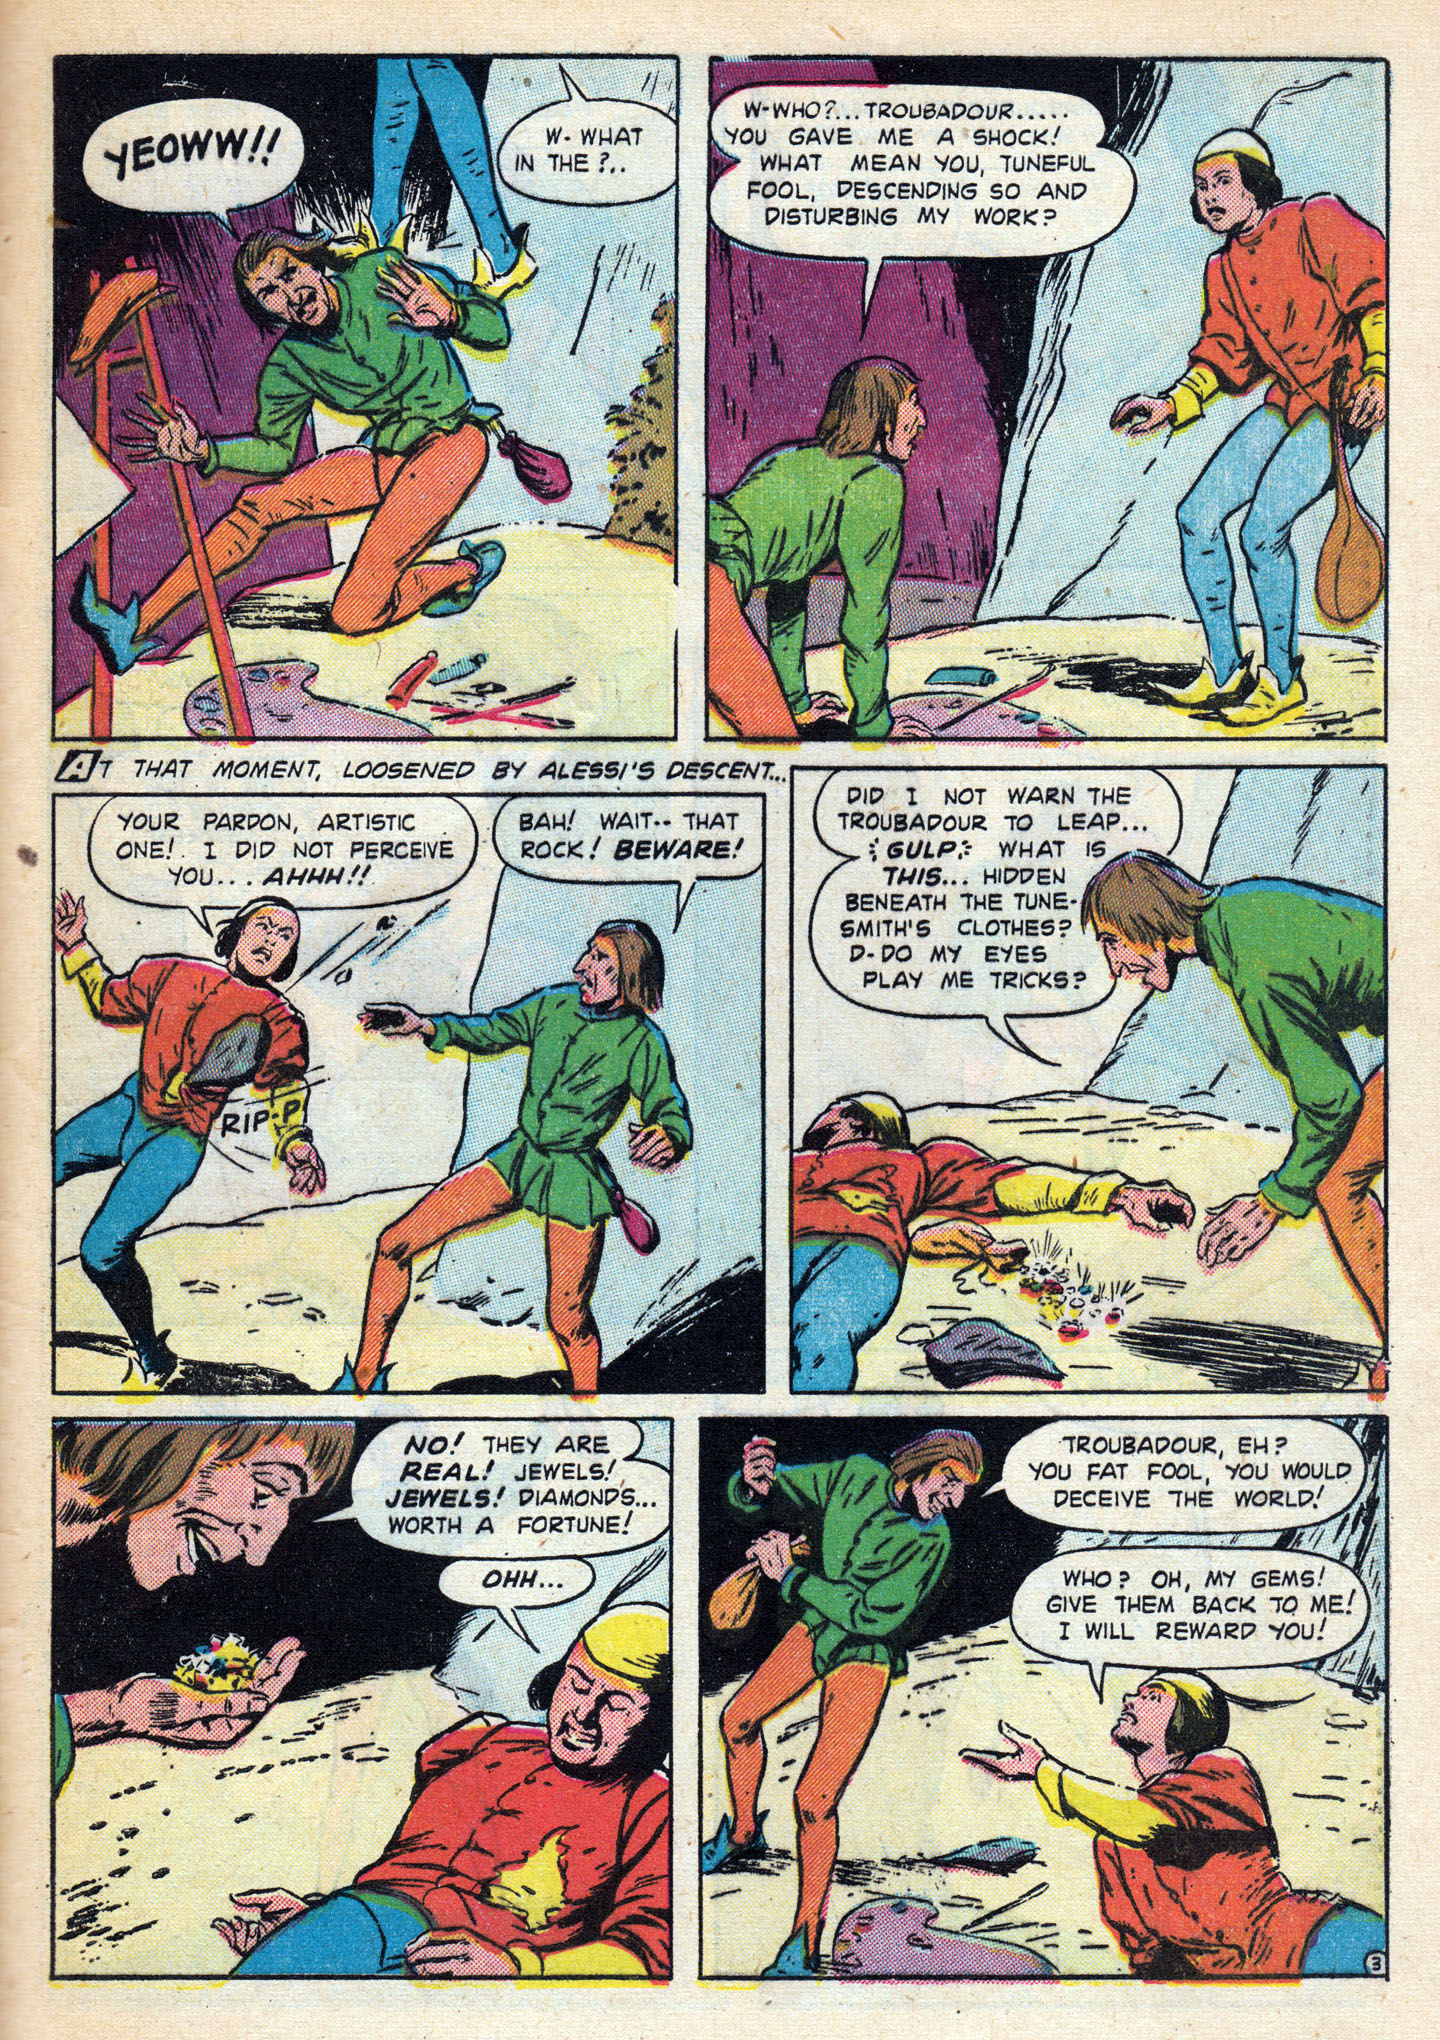 YEOWW!!
W-WHAT
IN THE?..
W-WHO?...TROUBADOUR.....
YOU GAVE ME A SHOCK!
WHAT MEAN YOU, TUNEFUL
FOOL, DESCENDING SO AND
DISTURBING MY WORK?
AT THAT MOMENT, LOOSENED BY ALESSI'S DESCENT...
YOUR PARDON, ARTISTIC
ONE! I DID NOT PERCEIVE
YOU... AHHH!!
BAH! WAIT-- THAT
ROCK! BEWARE!
RIP-P
DID I NOT WARN THE
TROUBADOUR TO LEAP...
GULP, WHAT IS
THIS... HIDDEN
BENEATH THE TUNE-
SMITH'S CLOTHES?
D-DO MY EYES
PLAY ME TRICKS?
NO! THEY ARE
REAL! JEWELS!
JEWELS! DIAMONDS...
WORTH A FORTUNE!
OHH...
TROUBADOUR, EH?
YOU FAT FOOL, YOU WOULD
DECEIVE THE WORLD!
WHO? OH, MY GEMS!
GIVE THEM BACK TO ME!
I WILL REWARD YOU!
3